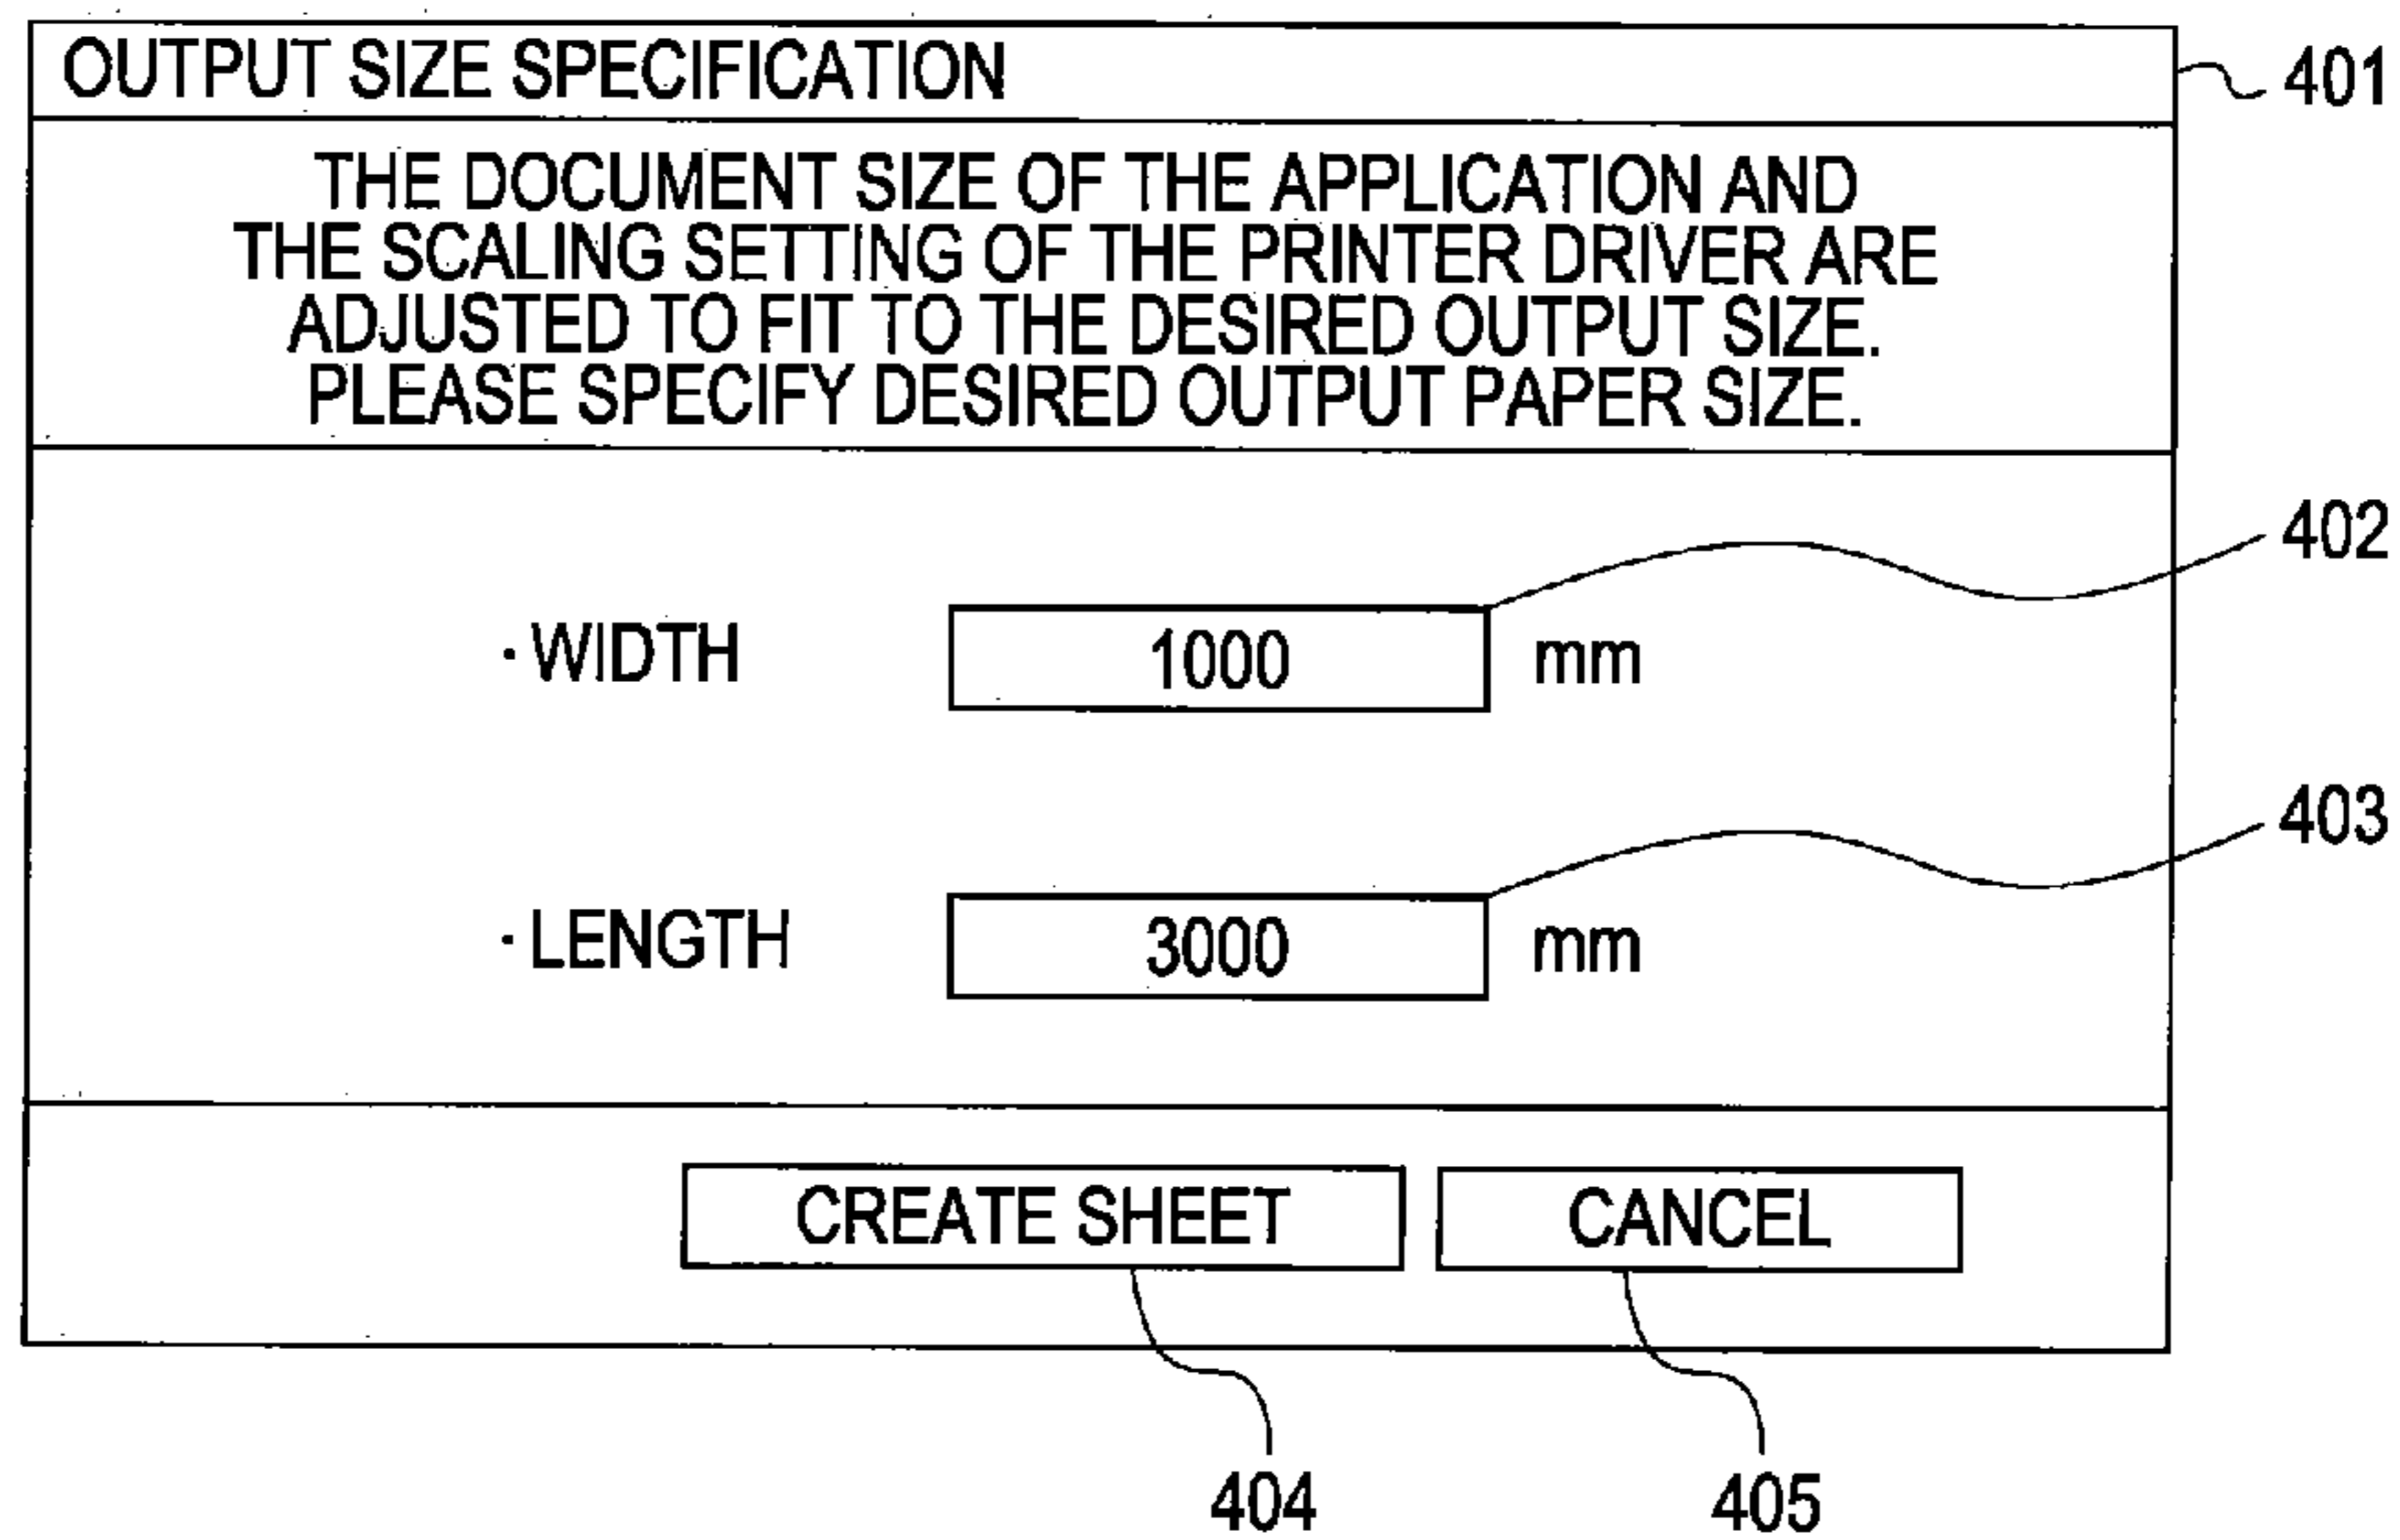 OUTPUT SIZE SPECIFICATION
401
THE DOCUMENT SIZE OF THE APPLICATION AND
THE SCALING SETTING OF THE PRINTER DRIVER ARE
ADJUSTED TO FIT TO THE DESIRED OUTPUT SIZE.
PLEASE SPECIFY DESIRED OUTPUT PAPER SIZE.
402
· WIDTH 1000 mm
403
· LENGTH 3000 mm
CREATE SHEET CANCEL
404 405